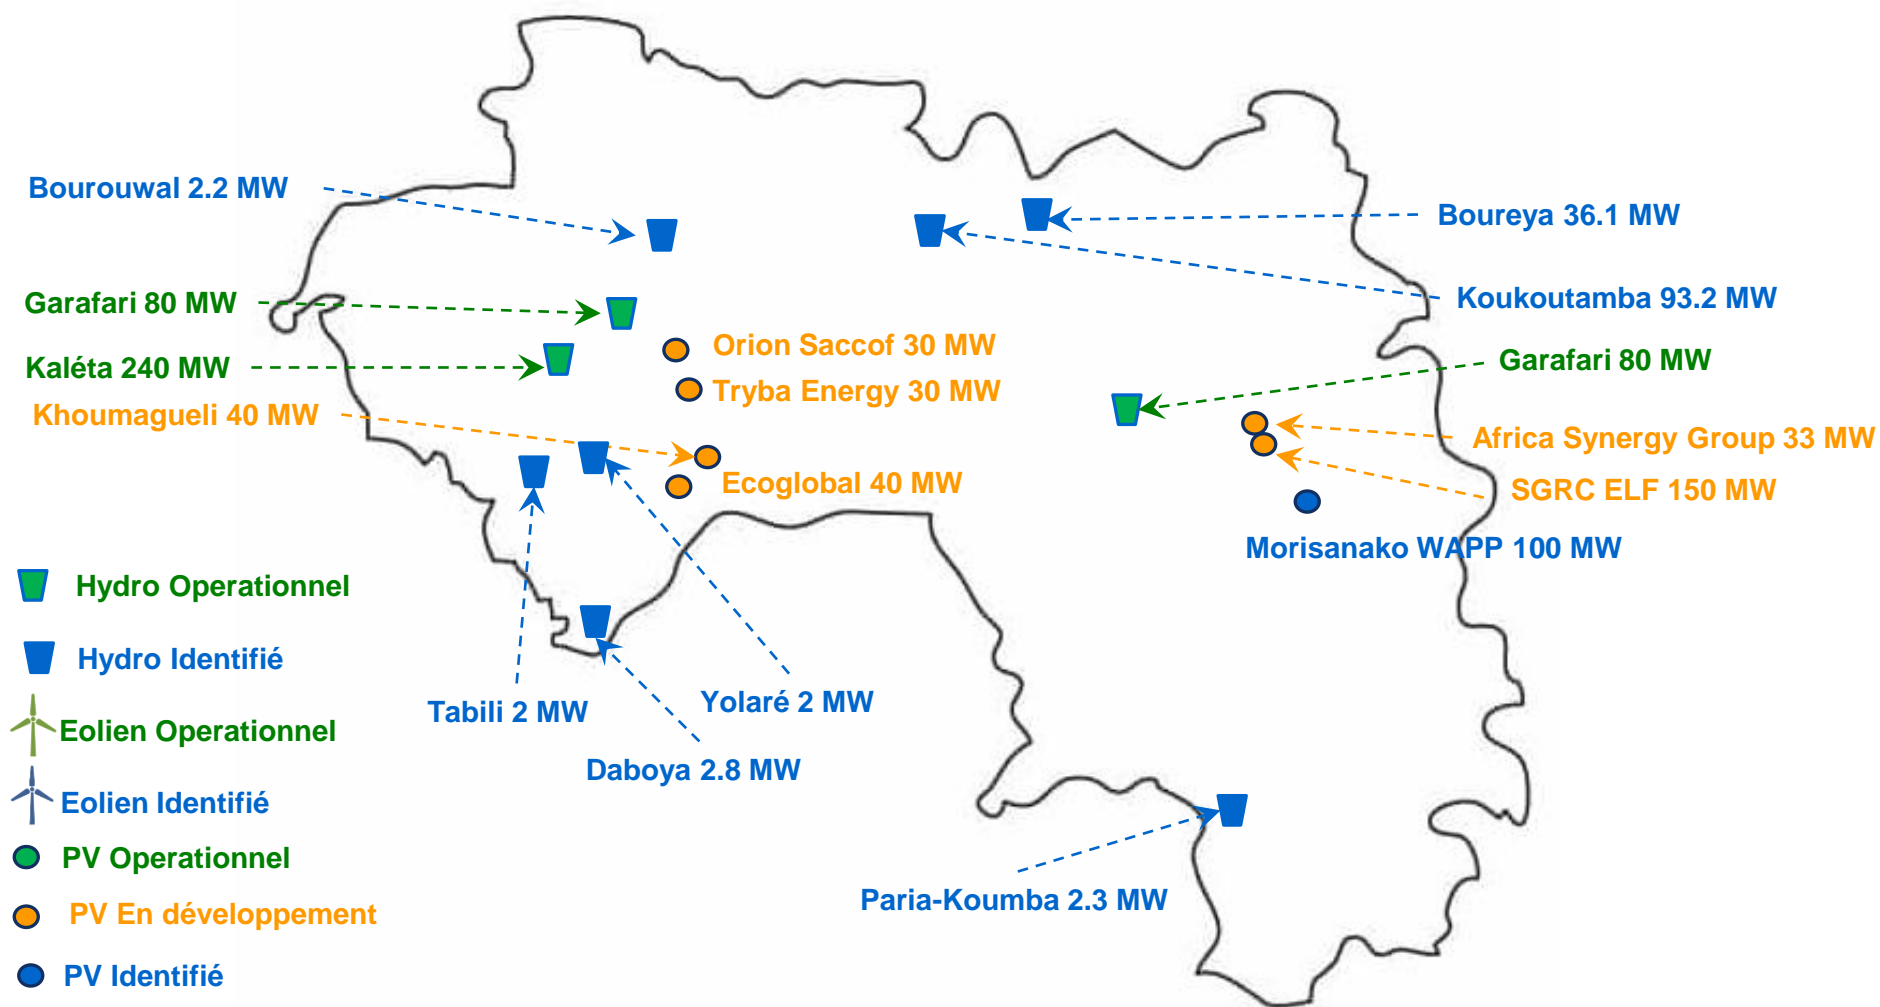 Bourouwal 2.2 MW
Boureya 36.1 MW
Garafari 80 MW
Koukoutamba 93.2 MW
Orion Saccof 30 MW
Kaléta 240 MW
Garafari 80 MW
Tryba Energy 30 MW
Khoumagueli 40 MW
Africa Synergy Group 33 MW
Ecoglobal 40 MW
SGRC ELF 150 MW
Morisanako WAPP 100 MW
Hydro Operationnel
Hydro Identifié
Yolaré 2 MW
Tabili 2 MW
Eolien Operationnel
Daboya 2.8 MW
Eolien Identifié
PV Operationnel
Paria-Koumba 2.3 MW
PV En développement
PV Identifié